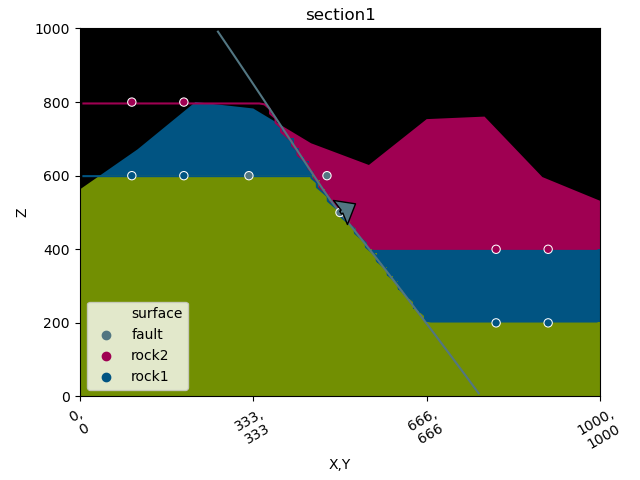 section1
1000
800
600
400
200
0
Z
surface
fault
rock2
rock1
0,
0
333,
333
666,
666
1000,
1000
X,Y